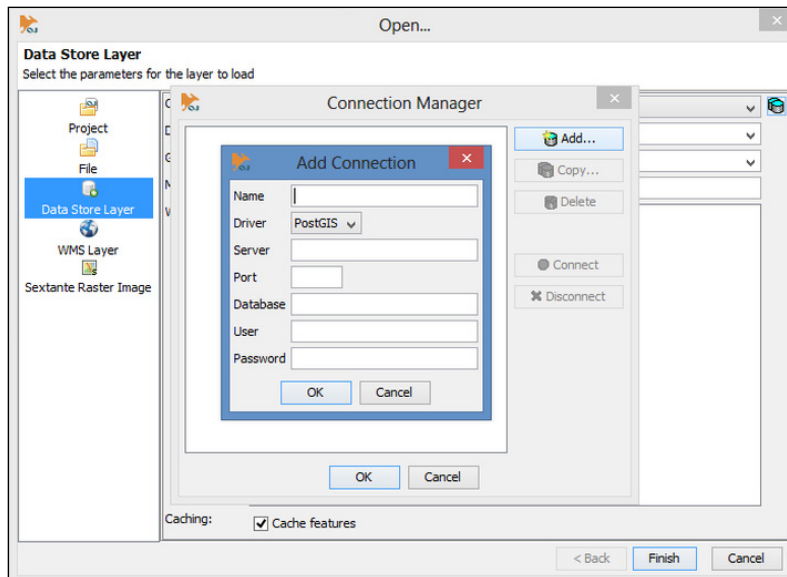 Open...
Data Store Layer
Select the parameters for the layer to load
Project
File
Data Store Layer
WMS Layer
Sextante Raster Image
Connection Manager
Add...
Copy...
Delete
Connect
Disconnect
Add Connection
Name
Driver PostGIS
Server
Port
Database
User
Password
OK Cancel
OK Cancel
Caching: Cache features
< Back Finish Cancel